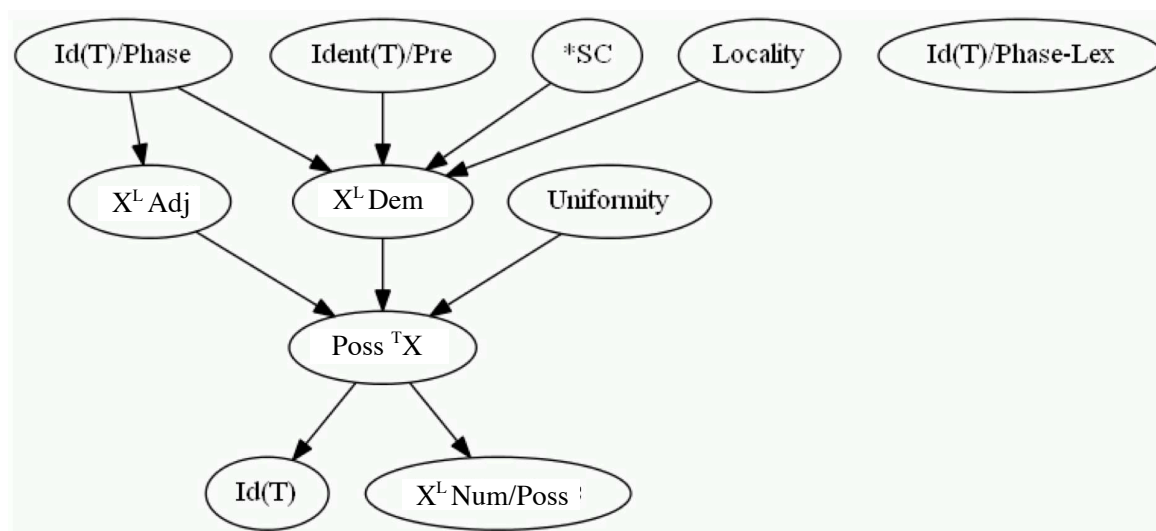 Id(T)/Phase Ident(T)/Pre *SC Locality Id(T)/Phase-Lex
X^L Adj X^L Dem Uniformity
Poss ^TX
Id(T) X^L Num/Poss